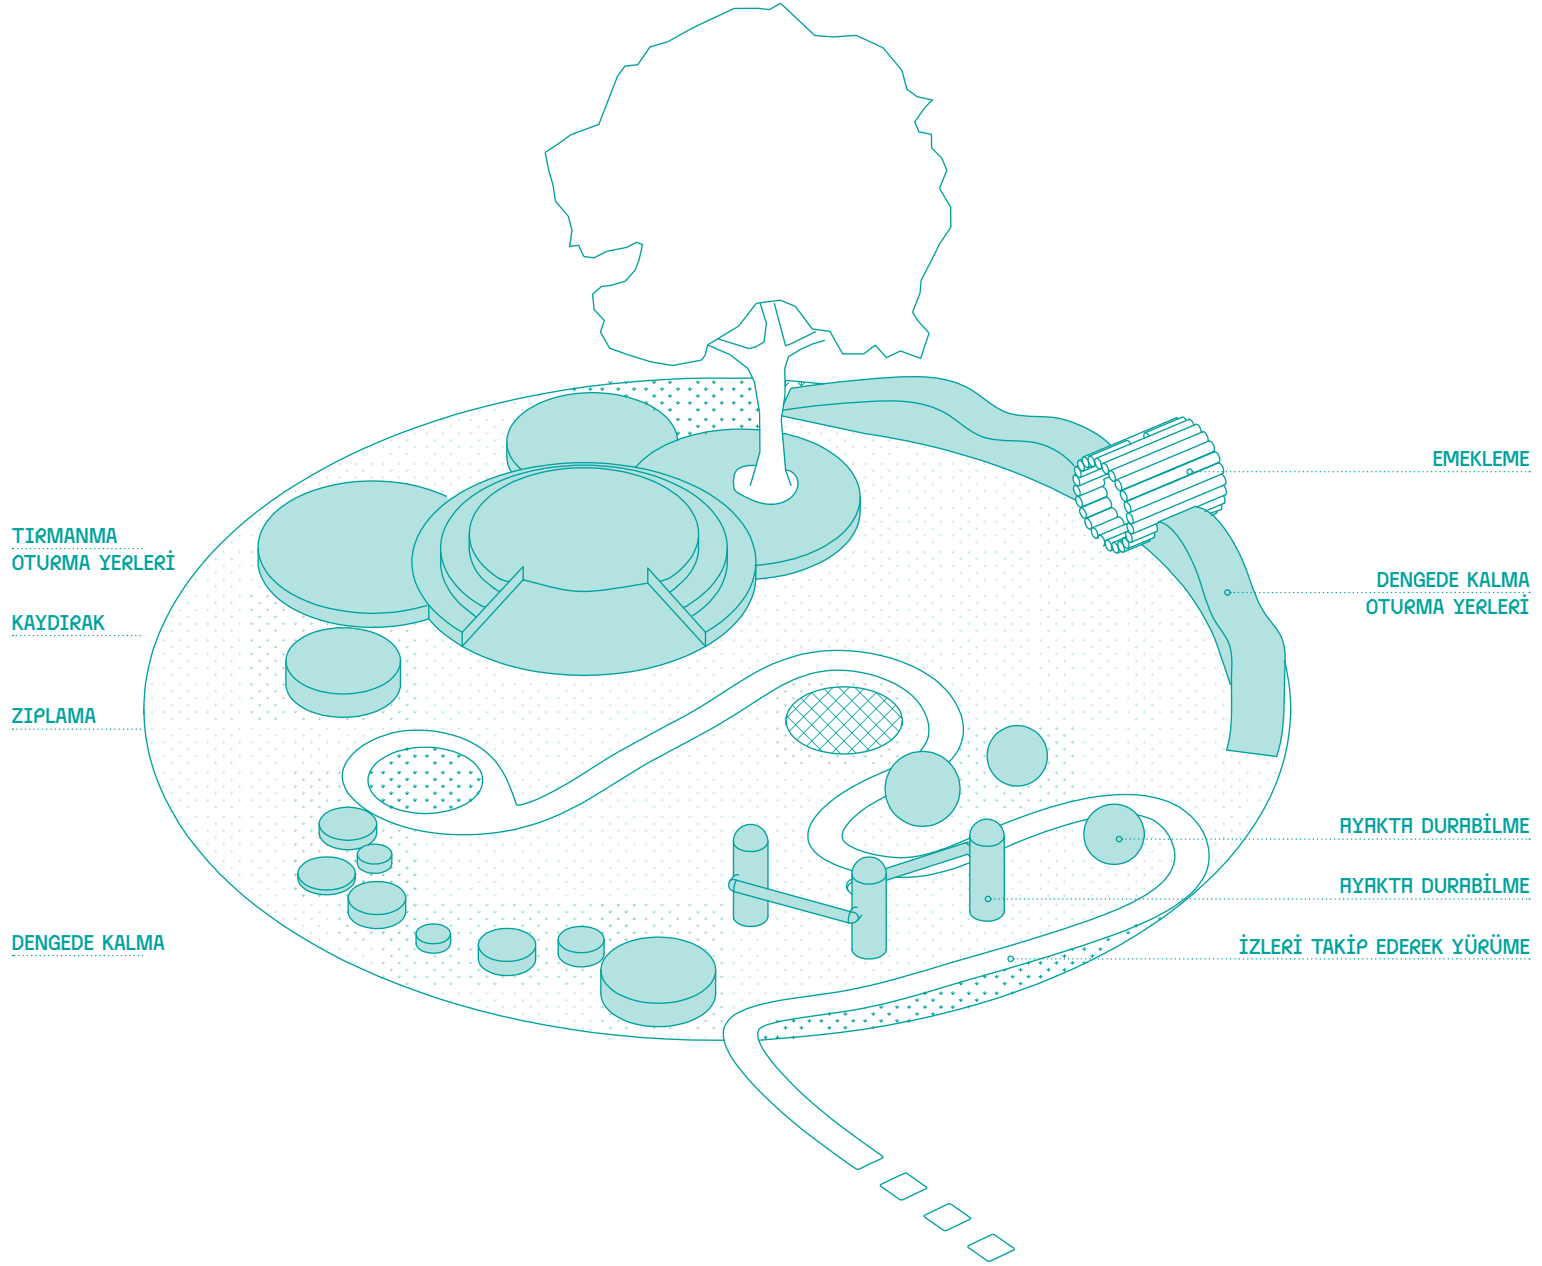 TIRMANMA
OTURMA YERLERİ
KAYDIRAK
ZIPLAMA
DENGEDE KALMA
EMEKLEME
DENGEDE KALMA
OTURMA YERLERİ
AYAKTA DURABİLME
AYAKTA DURABİLME
İZLERİ TAKİP EDEREK YÜRÜME